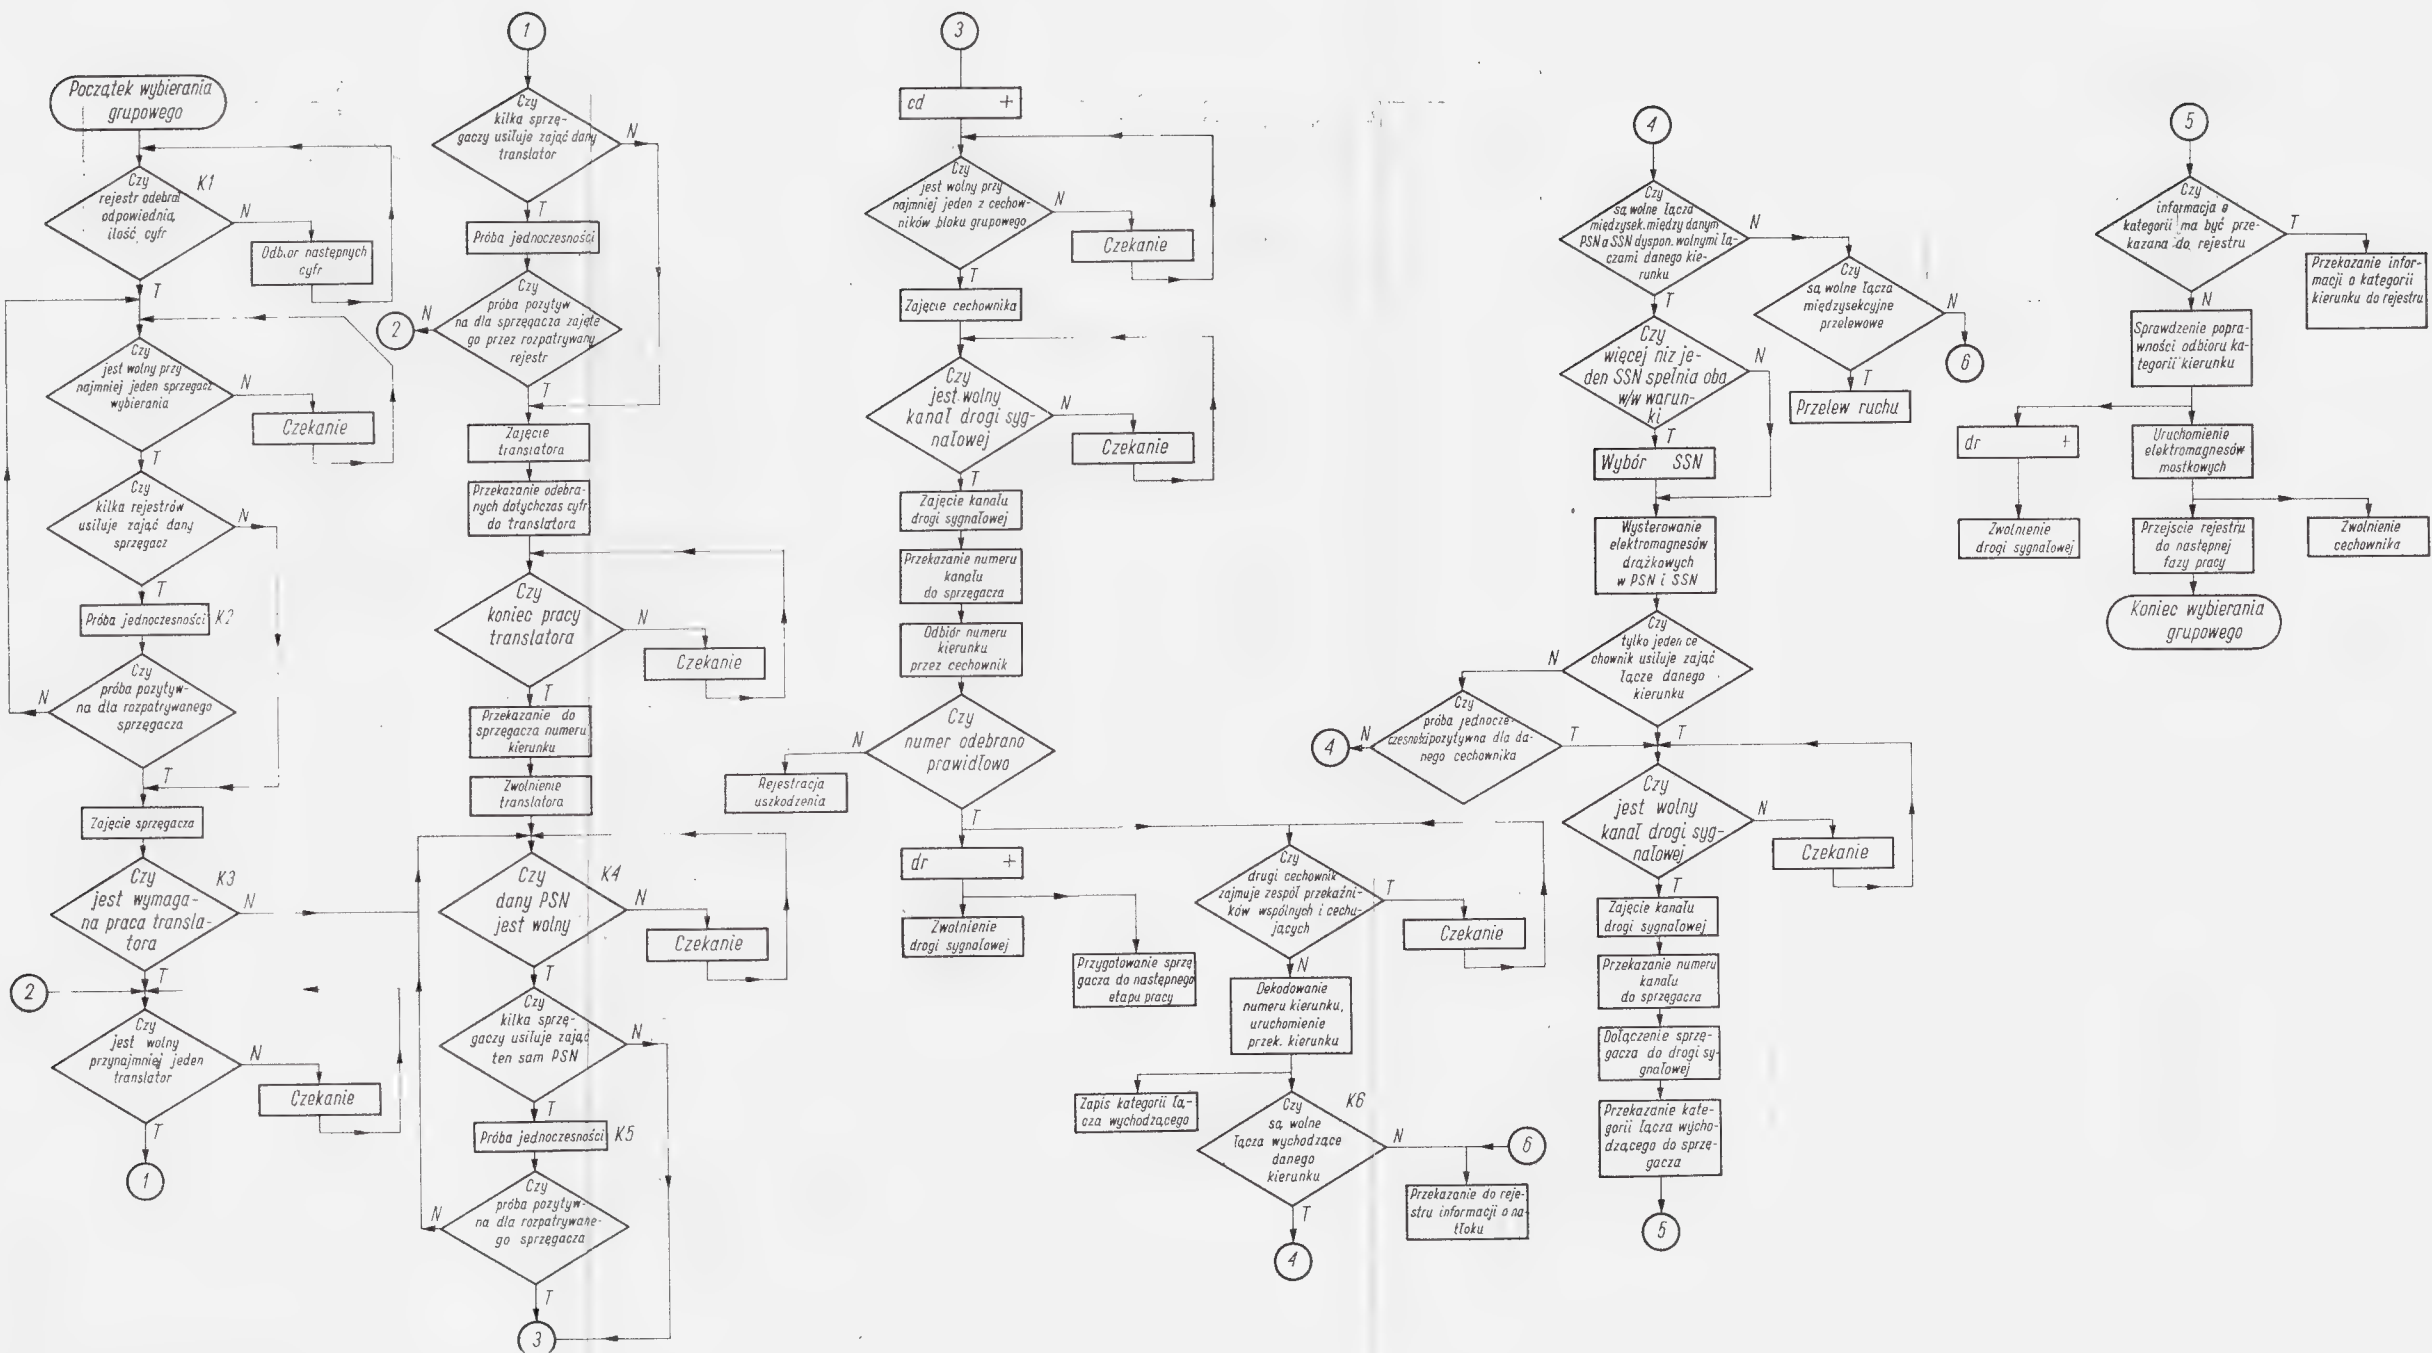 Początek wybierania
grupowego
Czy
rejestr odebrał
odpowiednią
ilość cyfr
K1
N
Odbior następnych
cyfr
T
Czy
jest wolny przy
najmniej jeden sprzęgacz
wybierania
N
Czekanie
T
Czy
kilka rejestrów
usiłuje zająć dany
sprzęgacz
N
T
Próba jednoczesności
K2
Czy
próba pozytyw-
na dla rozpatrywanego
sprzęgacza
N
T
Zajęcie sprzęgacza
Czy
jest wymaga-
na praca transla-
tora
K3
N
T
2
Czy
jest wolny
przynajmniej jeden
translator
N
Czekanie
T
1
1
Czy
kilka sprzę-
gaczy usiłuje zająć dany
translator
N
T
Próba jednoczesności
Czy
próba pozytyw
na dla sprzęgacza zajęte
go przez rozpatrywany
rejestr
N
2
T
Zajęcie
translatora
Przekazanie odebra-
nych dotychczas cyfr
do translatora
Czy
koniec pracy
translatora
N
Czekanie
T
Przekazanie do
sprzęgacza numeru
kierunku
Zwolnienie
translatora
Czy
dany PSN
jest wolny
K4
N
Czekanie
T
Czy
kilka sprzę-
gaczy usiłuje zająć
ten sam PSN
N
T
Próba jednoczesności
K5
Czy
próba pozytyw-
na dla rozpatrywane-
go sprzęgacza
N
T
3
3
cd +
Czy
jest wolny przy
najmniej jeden z cechow-
ników bloku grupowego
N
Czekanie
T
Zajęcie cechownika
Czy
jest wolny
kanał drogi syg-
nałowej
N
Czekanie
T
Zajęcie kanału
drogi sygnałowej
Przekazanie numeru
kanału
do sprzęgacza
Odbiór numeru
kierunku
przez cechownik
Czy
numer odebrano
prawidłowo
N
Rejestracja
uszkodzenia
T
dr +
Zwolnienie
drogi sygnałowej
Przygotowanie sprzę
gacza do następnego
etapu pracy
Czy
drugi cechownik
zajmuje zespół przekaźni-
ków wspólnych i cechu-
jących
T
Czekanie
N
Dekodowanie
numeru kierunku,
uruchomienie
przek. kierunku
Zapis kategorii łą-
cza wychodzącego
Czy
są wolne
łącza wychodzące
danego
kierunku
K6
N
6
Przekazanie do reje-
stru informacji o na-
tłoku
T
4
4
Czy
są wolne łącza
międzysek. między danym
PSN a SSN dyspon. wolnymi łą-
czami danego kie-
runku
N
Czy
są wolne łącza
międzysekcyjne
przelewowe
N
6
T
Przelew ruchu
T
Czy
więcej niż je-
den SSN spełnia oba
w/w warun-
ki
N
T
Wybór SSN
Wysterowanie
elektromagnesów
drążkowych
w PSN i SSN
Czy
tylko jeden ce
chownik usiłuje zająć
łącze danego
kierunku
N
T
Czy
próba jednocze-
czesności pozytywna dla da-
nego cechownika
N
4
T
Czy
jest wolny
kanał drogi syg-
nałowej
N
Czekanie
T
Zajęcie kanału
drogi sygnałowej
Przekazanie numeru
kanału
do sprzęgacza
Dołączenie sprzę-
gacza do drogi sy-
gnałowej
Przekazanie kate-
gorii łącza wycho-
dzącego do sprzę-
gacza
5
5
Czy
informacja o
kategorii ma być prze-
kazana do rejestru
T
Przekazanie infor-
macji o kategorii
kierunku do rejestru
N
Sprawdzenie popra-
wności odbioru ka-
tegorii kierunku
dr +
Zwolnienie
drogi sygnałowej
Uruchomienie
elektromagnesów
mostkowych
Zwolnienie
cechownika
Przejście rejestru
do następnej
fazy pracy
Koniec wybierania
grupowego